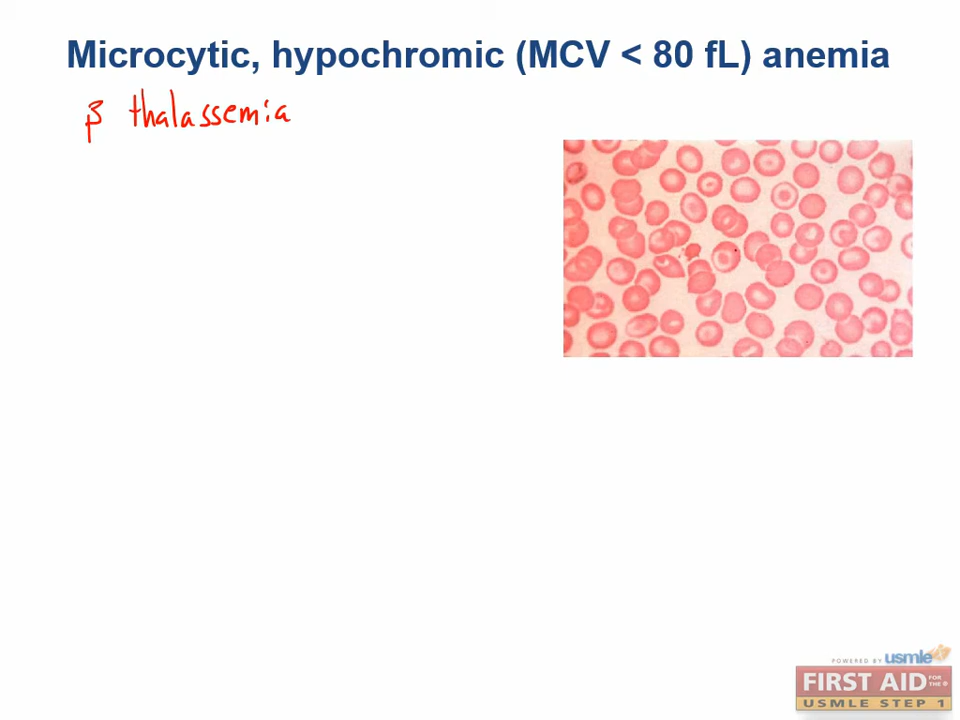 Microcytic, hypochromic (MCV < 80 fL) anemia
β thalassemia
POWERED BY usmle
FIRST AID FOR THE ®
USMLE STEP 1